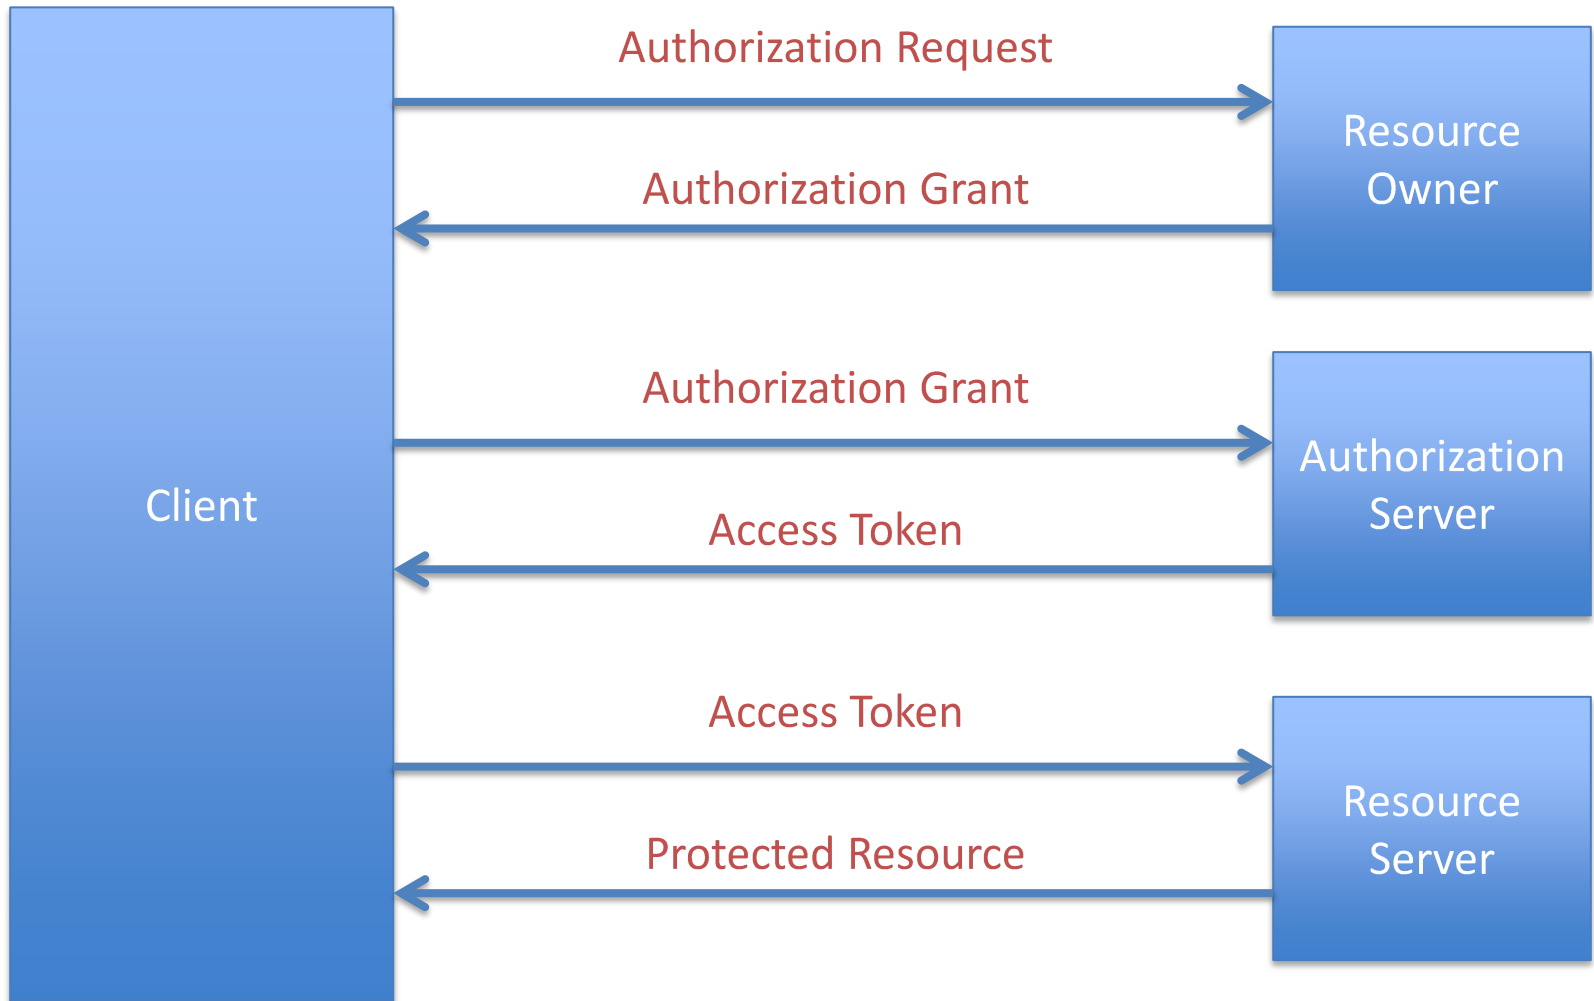 Authorization Request
Resource
Owner
Authorization Grant
Authorization Grant
Authorization
Server
Client
Access Token
Access Token
Resource
Server
Protected Resource